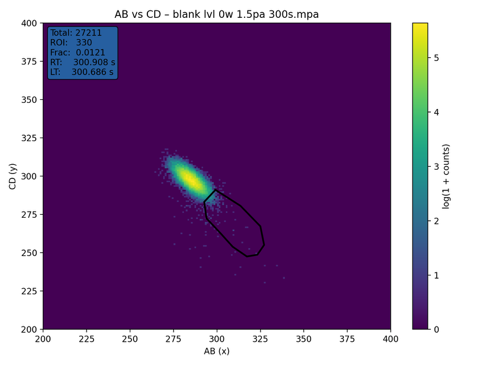 AB vs CD – blank lvl 0w 1.5pa 300s.mpa
Total: 27211
ROI: 330
Frac: 0.0121
RT: 300.908 s
LT: 300.686 s
400
375
350
325
300
275
250
225
200
CD (y)
200
225
250
275
300
325
350
375
400
AB (x)
5
4
3
2
1
0
log(1 + counts)